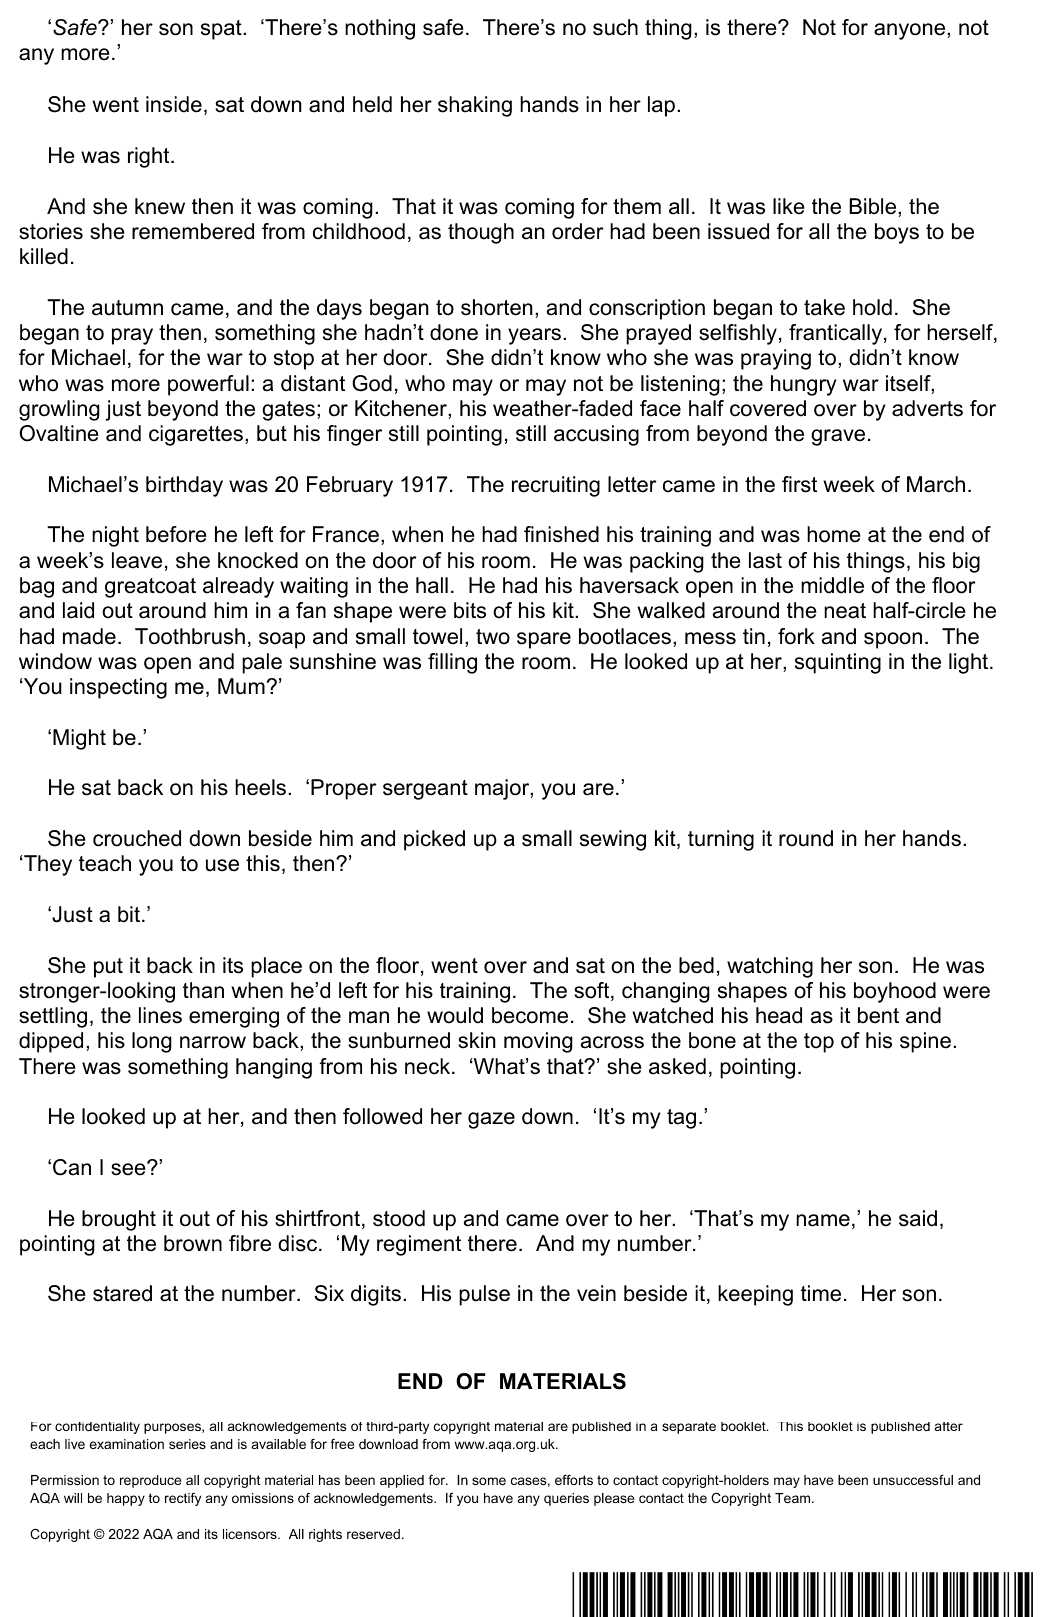 ‘Safe?’ her son spat.  ‘There’s nothing safe.  There’s no such thing, is there?  Not for anyone, not
any more.’
She went inside, sat down and held her shaking hands in her lap.
He was right.
And she knew then it was coming.  That it was coming for them all.  It was like the Bible, the
stories she remembered from childhood, as though an order had been issued for all the boys to be
killed.
The autumn came, and the days began to shorten, and conscription began to take hold.  She
began to pray then, something she hadn’t done in years.  She prayed selfishly, frantically, for herself,
for Michael, for the war to stop at her door.  She didn’t know who she was praying to, didn’t know
who was more powerful: a distant God, who may or may not be listening; the hungry war itself,
growling just beyond the gates; or Kitchener, his weather-faded face half covered over by adverts for
Ovaltine and cigarettes, but his finger still pointing, still accusing from beyond the grave.
Michael’s birthday was 20 February 1917.  The recruiting letter came in the first week of March.
The night before he left for France, when he had finished his training and was home at the end of
a week’s leave, she knocked on the door of his room.  He was packing the last of his things, his big
bag and greatcoat already waiting in the hall.  He had his haversack open in the middle of the floor
and laid out around him in a fan shape were bits of his kit.  She walked around the neat half-circle he
had made.  Toothbrush, soap and small towel, two spare bootlaces, mess tin, fork and spoon.  The
window was open and pale sunshine was filling the room.  He looked up at her, squinting in the light.
‘You inspecting me, Mum?’
‘Might be.’
He sat back on his heels.  ‘Proper sergeant major, you are.’
She crouched down beside him and picked up a small sewing kit, turning it round in her hands.
‘They teach you to use this, then?’
‘Just a bit.’
She put it back in its place on the floor, went over and sat on the bed, watching her son.  He was
stronger-looking than when he’d left for his training.  The soft, changing shapes of his boyhood were
settling, the lines emerging of the man he would become.  She watched his head as it bent and
dipped, his long narrow back, the sunburned skin moving across the bone at the top of his spine.
There was something hanging from his neck.  ‘What’s that?’ she asked, pointing.
He looked up at her, and then followed her gaze down.  ‘It’s my tag.’
‘Can I see?’
He brought it out of his shirtfront, stood up and came over to her.  ‘That’s my name,’ he said,
pointing at the brown fibre disc.  ‘My regiment there.  And my number.’
She stared at the number.  Six digits.  His pulse in the vein beside it, keeping time.  Her son.
END OF MATERIALS
For confidentiality purposes, all acknowledgements of third-party copyright material are published in a separate booklet.  This booklet is published after
each live examination series and is available for free download from www.aqa.org.uk.
Permission to reproduce all copyright material has been applied for.  In some cases, efforts to contact copyright-holders may have been unsuccessful and
AQA will be happy to rectify any omissions of acknowledgements.  If you have any queries please contact the Copyright Team.
Copyright © 2022 AQA and its licensors.  All rights reserved.